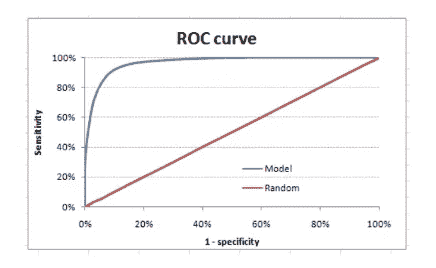 ROC curve
100%
80%
60%
40%
20%
0%
Sensitivity
Model
Random
0% 20% 40% 60% 80% 100%
1 - specificity